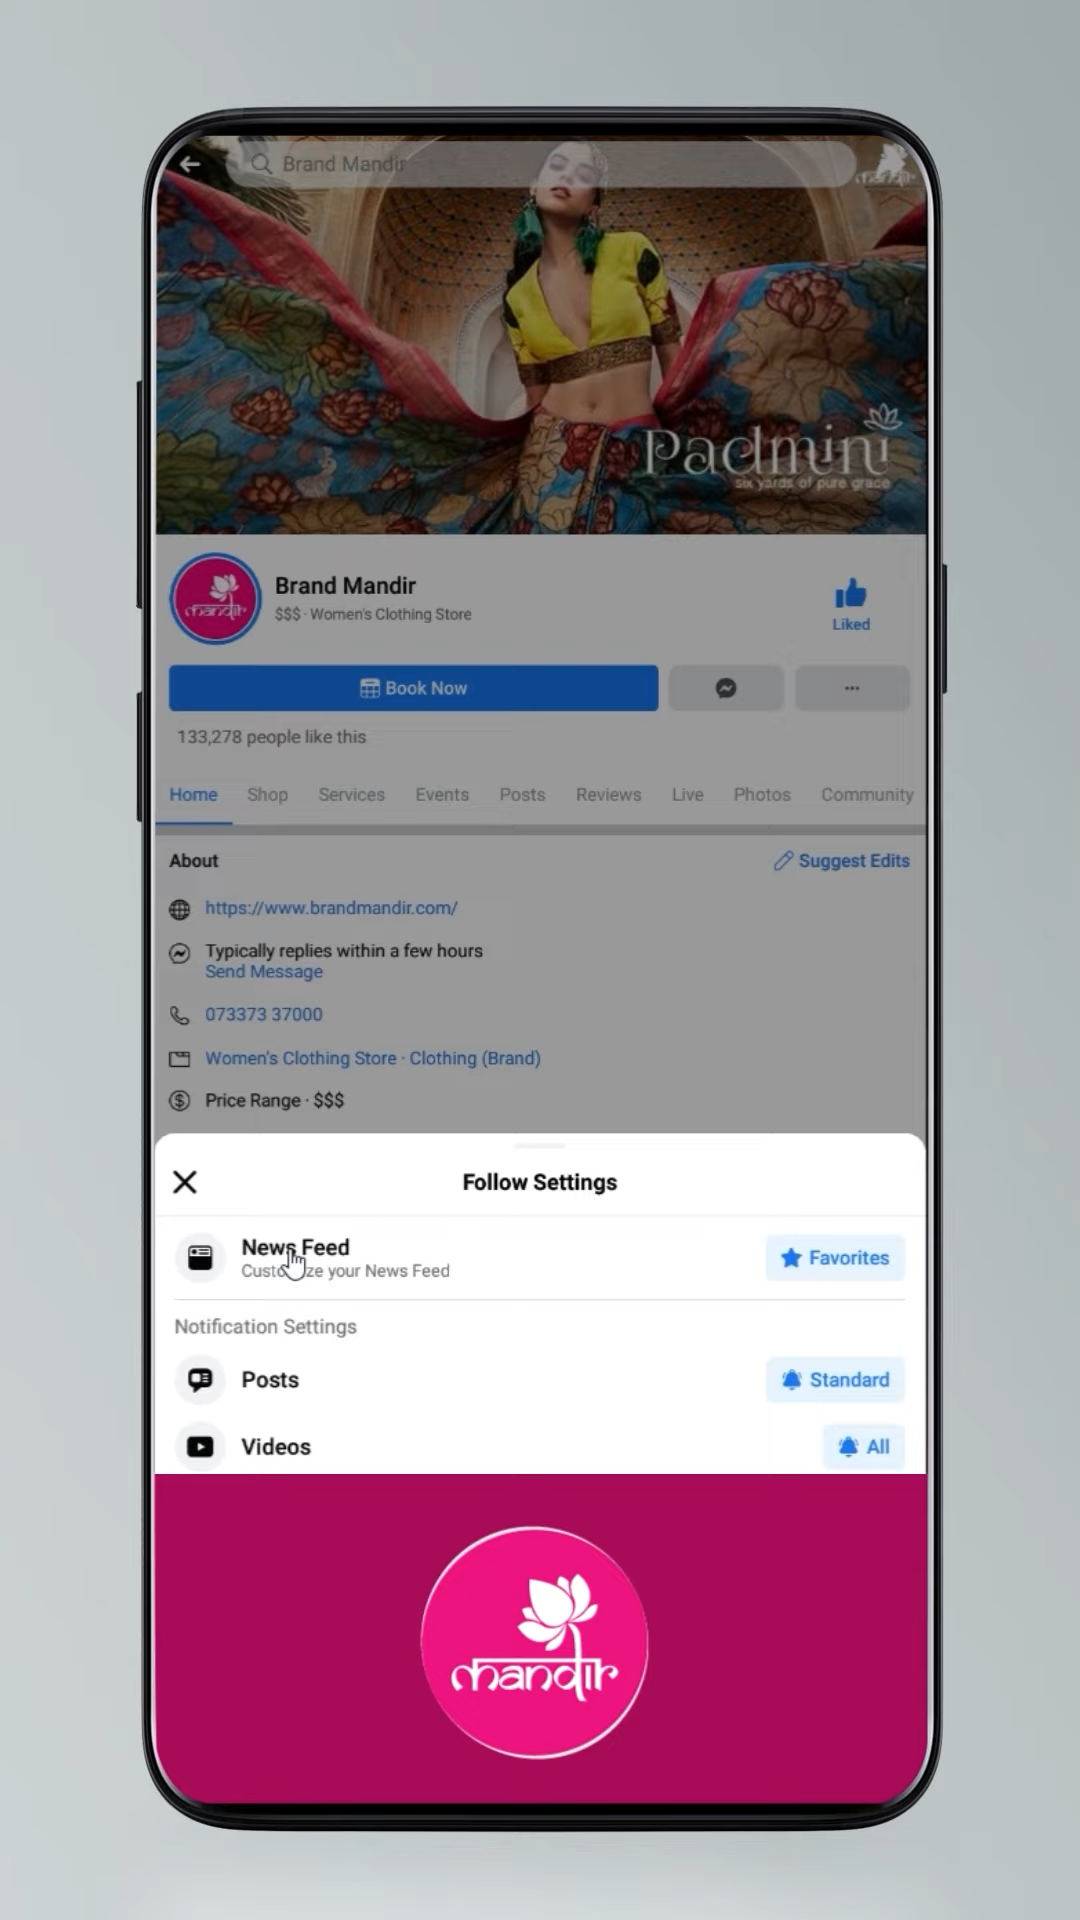 Brand Mandir
mandir
Padmini
six yards of pure grace
mandir
Brand Mandir
$$$ · Women's Clothing Store
Liked
Book Now
133,278 people like this
Home Shop Services Events Posts Reviews Live Photos Community
About
Suggest Edits
https://www.brandmandir.com/
Typically replies within a few hours
Send Message
073373 37000
Women's Clothing Store · Clothing (Brand)
Price Range · $$$
Follow Settings
News Feed
Customize your News Feed
Favorites
Notification Settings
Posts
Standard
Videos
All
mandir